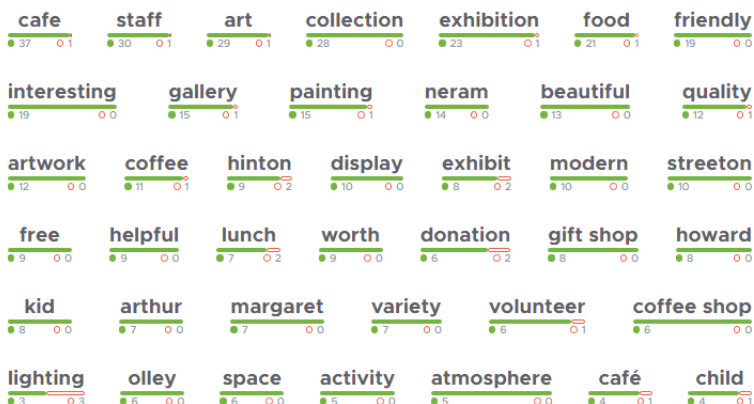 cafe staff art collection exhibition food friendly
37 1 30 1 29 1 28 0 23 1 21 1 19 0
interesting gallery painting neram beautiful quality
19 0 15 1 15 1 14 0 13 0 12 1
artwork coffee hinton display exhibit modern streeton
12 0 11 1 9 2 10 0 8 2 10 0 10 0
free helpful lunch worth donation gift shop howard
9 0 9 0 7 2 9 0 6 2 8 0 8 0
kid arthur margaret variety volunteer coffee shop
8 0 7 0 7 0 7 0 6 1 6 0
lighting olley space activity atmosphere café child
3 3 6 0 6 0 5 0 5 0 4 1 4 1